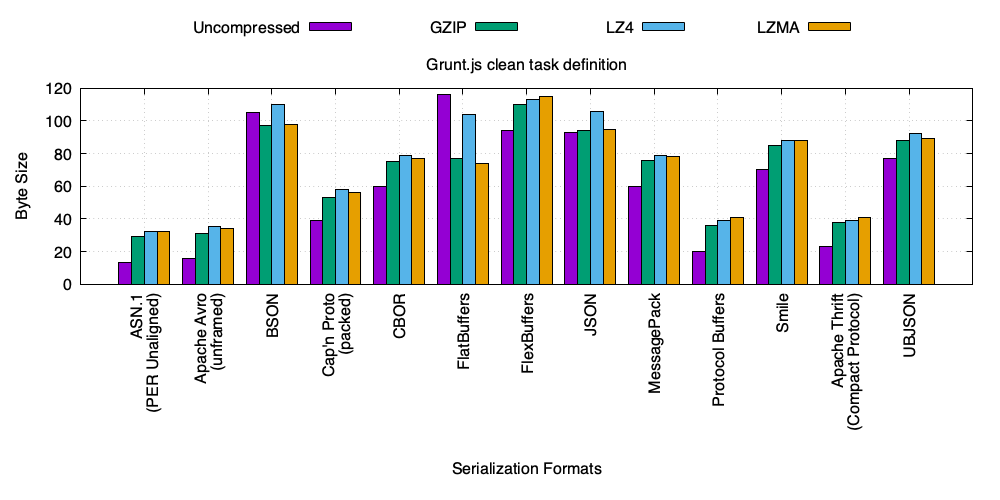 Uncompressed GZIP LZ4 LZMA
Grunt.js clean task definition
Byte Size
120
100
80
60
40
20
0
ASN.1
(PER Unaligned)
Apache Avro
(unframed)
BSON
Cap'n Proto
(packed)
CBOR
FlatBuffers
FlexBuffers
JSON
MessagePack
Protocol Buffers
Smile
Apache Thrift
(Compact Protocol)
UBJSON
Serialization Formats